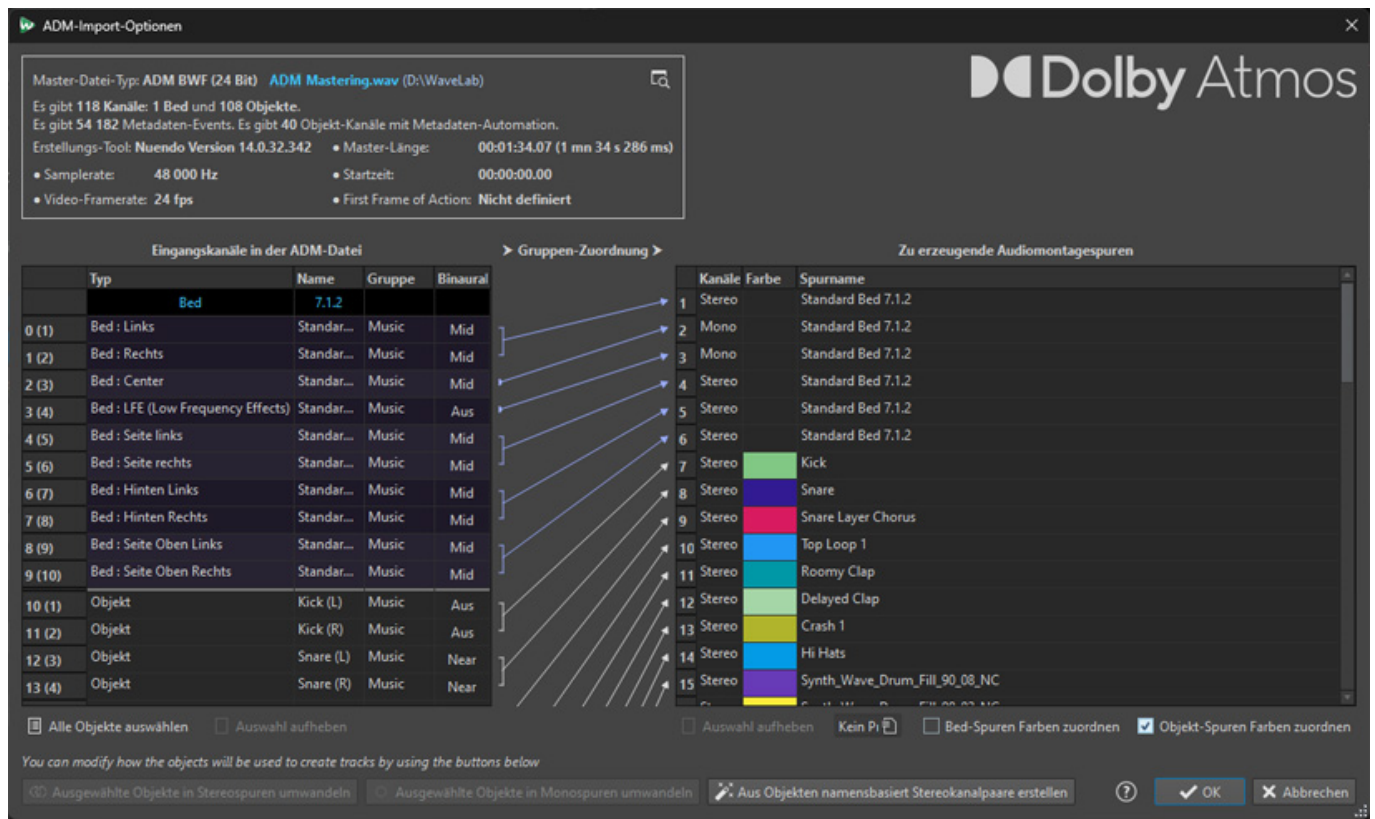 ADM-Import-Optionen
Master-Datei-Typ: ADM BWF (24 Bit) ADM Mastering.wav (D:\WaveLab)
Dolby Atmos
Es gibt 118 Kanäle: 1 Bed und 108 Objekte.
Es gibt 54 182 Metadaten-Events. Es gibt 40 Objekt-Kanäle mit Metadaten-Automation.
Erstellungs-Tool: Nuendo Version 14.0.32.342 • Master-Länge: 00:01:34.07 (1 mn 34 s 286 ms)
• Samplerate: 48 000 Hz • Startzeit: 00:00:00.00
• Video-Framerate: 24 fps • First Frame of Action: Nicht definiert
Eingangskanäle in der ADM-Datei
Typ Name Gruppe Binaural
Bed 7.1.2
0 (1) Bed : Links Standar... Music Mid
1 (2) Bed : Rechts Standar... Music Mid
2 (3) Bed : Center Standar... Music Mid
3 (4) Bed : LFE (Low Frequency Effects) Standar... Music Aus
4 (5) Bed : Seite links Standar... Music Mid
5 (6) Bed : Seite rechts Standar... Music Mid
6 (7) Bed : Hinten Links Standar... Music Mid
7 (8) Bed : Hinten Rechts Standar... Music Mid
8 (9) Bed : Seite Oben Links Standar... Music Mid
9 (10) Bed : Seite Oben Rechts Standar... Music Mid
10 (1) Objekt Kick (L) Music Aus
11 (2) Objekt Kick (R) Music Aus
12 (3) Objekt Snare (L) Music Near
13 (4) Objekt Snare (R) Music Near
➤ Gruppen-Zuordnung ➤
Zu erzeugende Audiomontagespuren
Kanäle Farbe Spurname
1 Stereo Standard Bed 7.1.2
2 Mono Standard Bed 7.1.2
3 Mono Standard Bed 7.1.2
4 Stereo Standard Bed 7.1.2
5 Stereo Standard Bed 7.1.2
6 Stereo Standard Bed 7.1.2
7 Stereo Kick
8 Stereo Snare
9 Stereo Snare Layer Chorus
10 Stereo Top Loop 1
11 Stereo Roomy Clap
12 Stereo Delayed Clap
13 Stereo Crash 1
14 Stereo Hi Hats
15 Stereo Synth_Wave_Drum_Fill_90_08_NC
Alle Objekte auswählen Auswahl aufheben
Auswahl aufheben Kein Bed-Spuren Farben zuordnen Objekt-Spuren Farben zuordnen
You can modify how the objects will be used to create tracks by using the buttons below
Ausgewählte Objekte in Stereospuren umwandeln Ausgewählte Objekte in Monospuren umwandeln Aus Objekten namensbasiert Stereokanalpaare erstellen ? OK Abbrechen